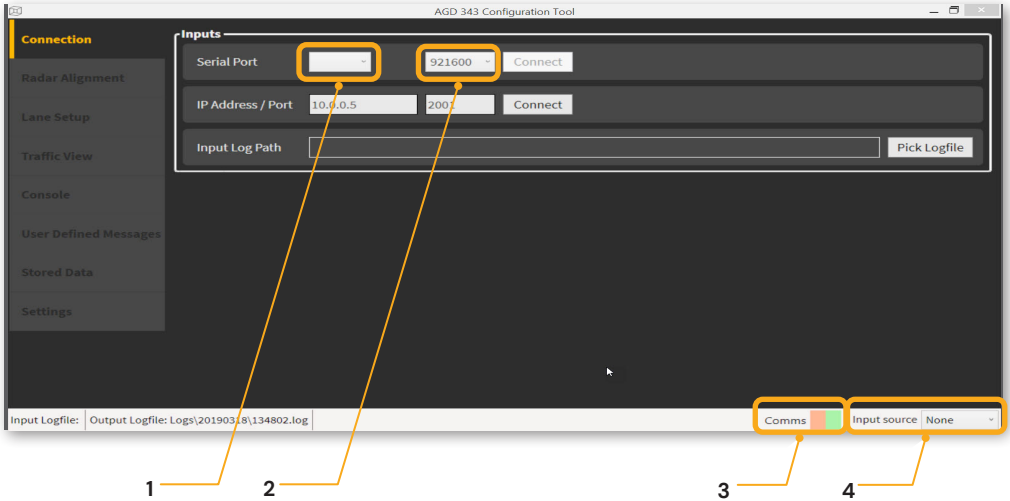 AGD 343 Configuration Tool
Connection
Radar Alignment
Lane Setup
Traffic View
Console
User Defined Messages
Stored Data
Settings
Inputs
Serial Port 921600 Connect
IP Address / Port 10.0.0.5 2001 Connect
Input Log Path Pick Logfile
Input Logfile: Output Logfile: Logs\20190318\134802.log Comms Input source None
1 2 3 4